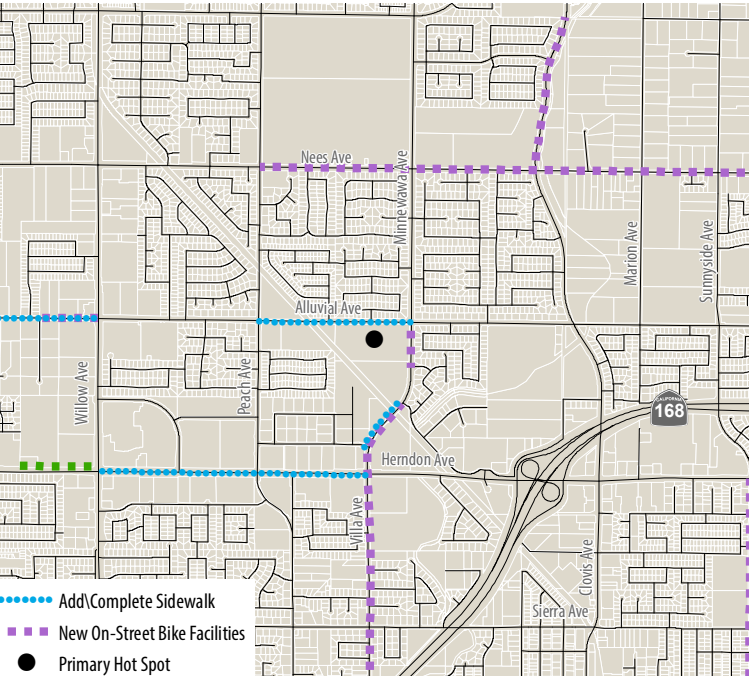 Nees Ave
Minnewawa Ave
Marion Ave
Sunnyside Ave
Alluvial Ave
Willow Ave
Peach Ave
CALIFORNIA
168
Herndon Ave
Villa Ave
Clovis Ave
Sierra Ave
Add\Complete Sidewalk
New On-Street Bike Facilities
Primary Hot Spot